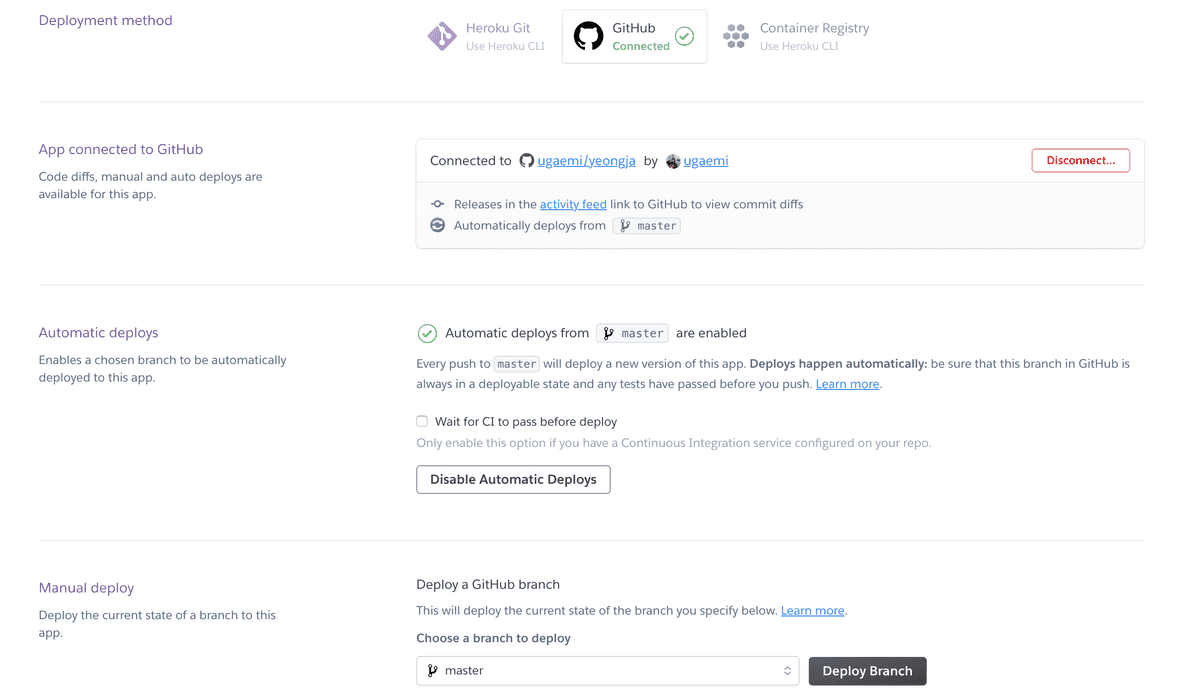 Deployment method
Heroku Git
Use Heroku CLI
GitHub
Connected
Container Registry
Use Heroku CLI
App connected to GitHub
Code diffs, manual and auto deploys are
available for this app.
Connected to ugaemi/yeongja by ugaemi
Disconnect...
Releases in the activity feed link to GitHub to view commit diffs
Automatically deploys from master
Automatic deploys
Enables a chosen branch to be automatically
deployed to this app.
Automatic deploys from master are enabled
Every push to master will deploy a new version of this app. Deploys happen automatically: be sure that this branch in GitHub is
always in a deployable state and any tests have passed before you push. Learn more.
Wait for CI to pass before deploy
Only enable this option if you have a Continuous Integration service configured on your repo.
Disable Automatic Deploys
Manual deploy
Deploy the current state of a branch to this
app.
Deploy a GitHub branch
This will deploy the current state of the branch you specify below. Learn more.
Choose a branch to deploy
master
Deploy Branch